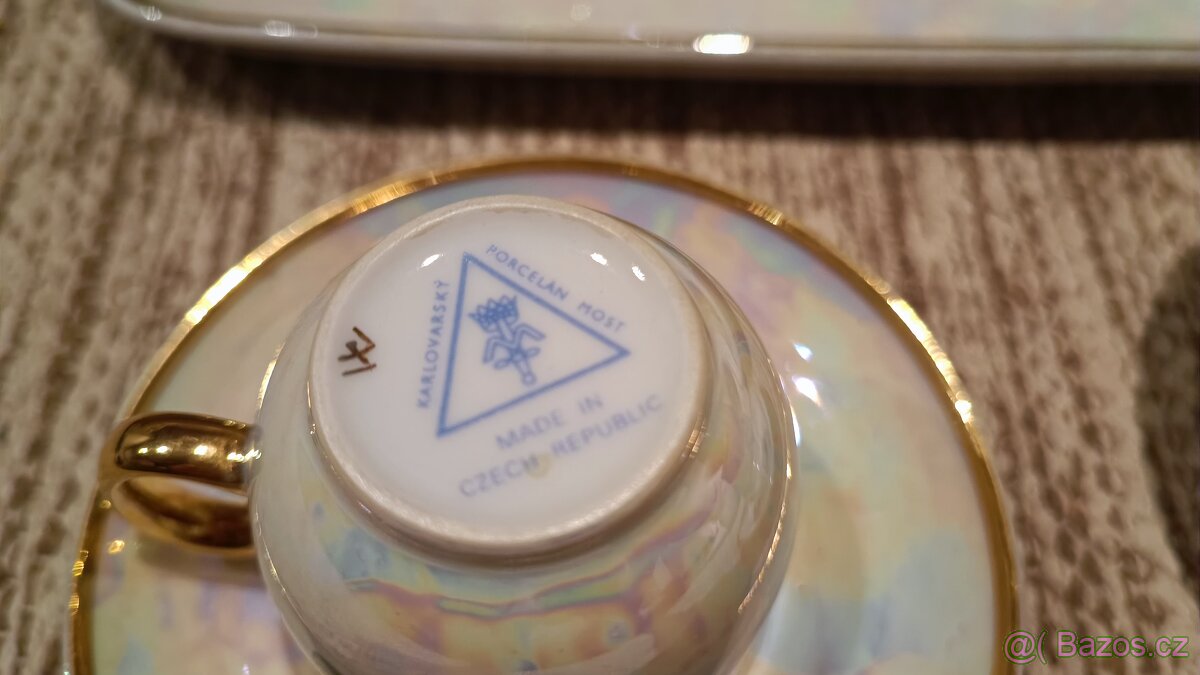 KARLOVARSKÝ PORCELÁN MOST
MADE IN
CZECH REPUBLIC
@( Bazos.cz